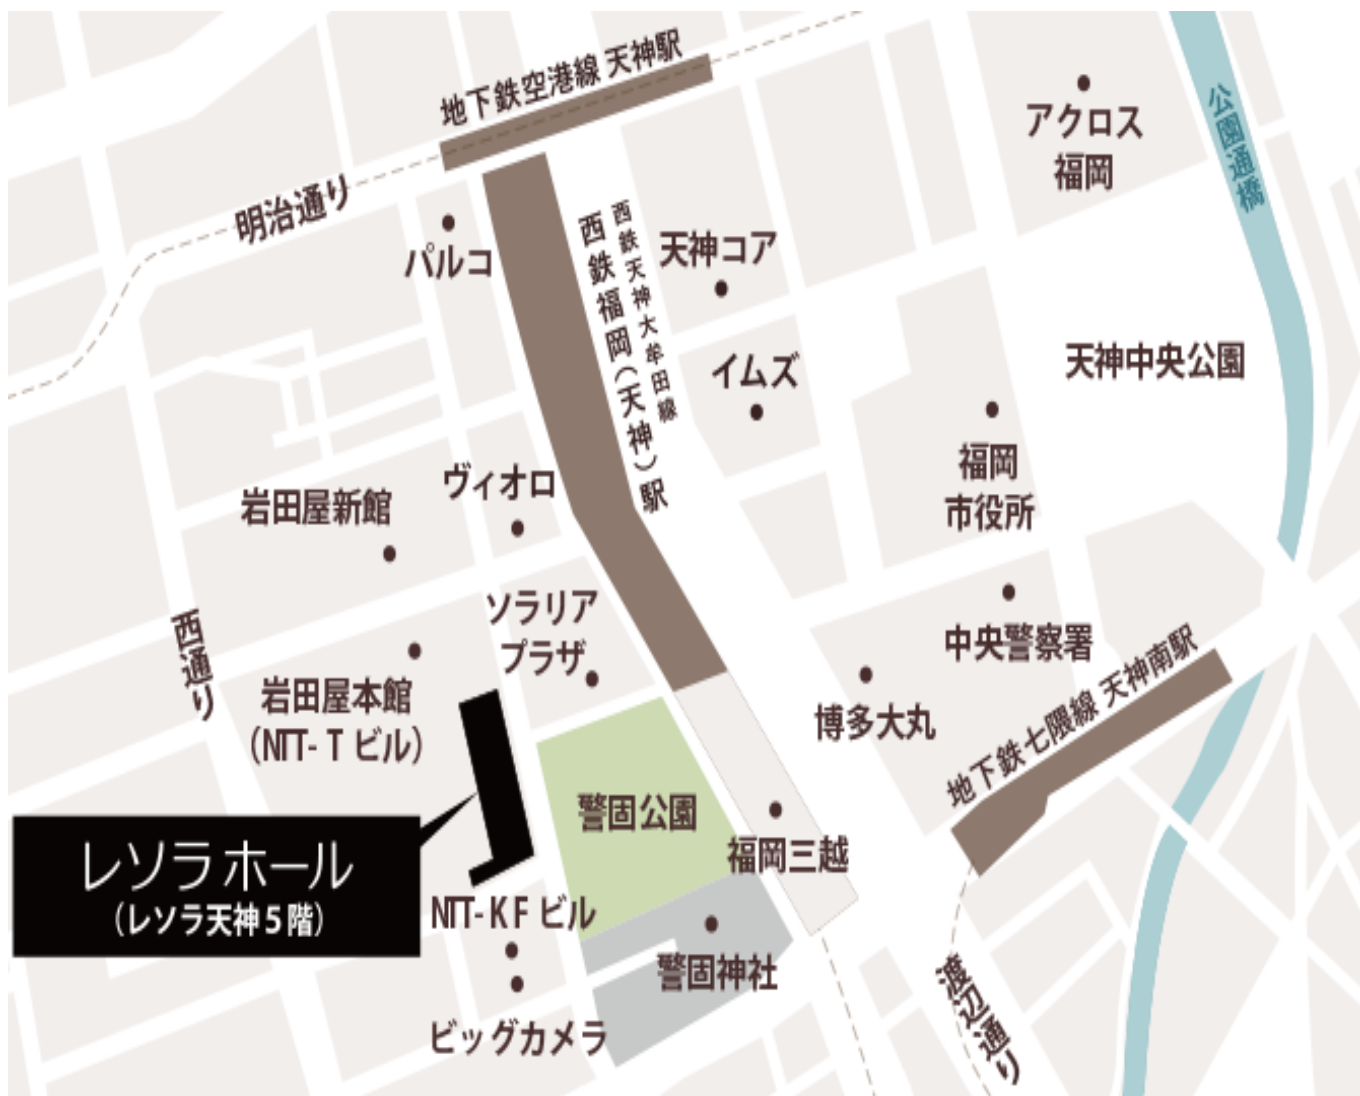 地下鉄空港線 天神駅
アクロス
福岡
公園通橋
明治通り
パルコ
西鉄福岡(天神)駅
西鉄天神大牟田線
天神コア
イムズ
天神中央公園
福岡
市役所
ヴィオロ
岩田屋新館
ソラリア
プラザ
中央警察署
西通り
岩田屋本館
(NTT-Tビル)
博多大丸
地下鉄七隈線 天神南駅
警固公園
福岡三越
レソラホール
(レソラ天神5階)
NTT-KFビル
警固神社
渡辺通り
ビッグカメラ